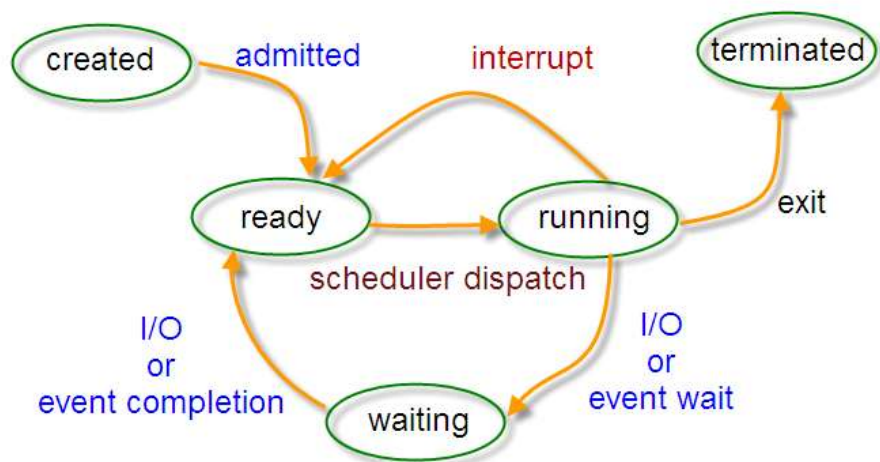 created
admitted
interrupt
terminated
ready
running
exit
scheduler dispatch
I/O
or
event completion
I/O
or
event wait
waiting